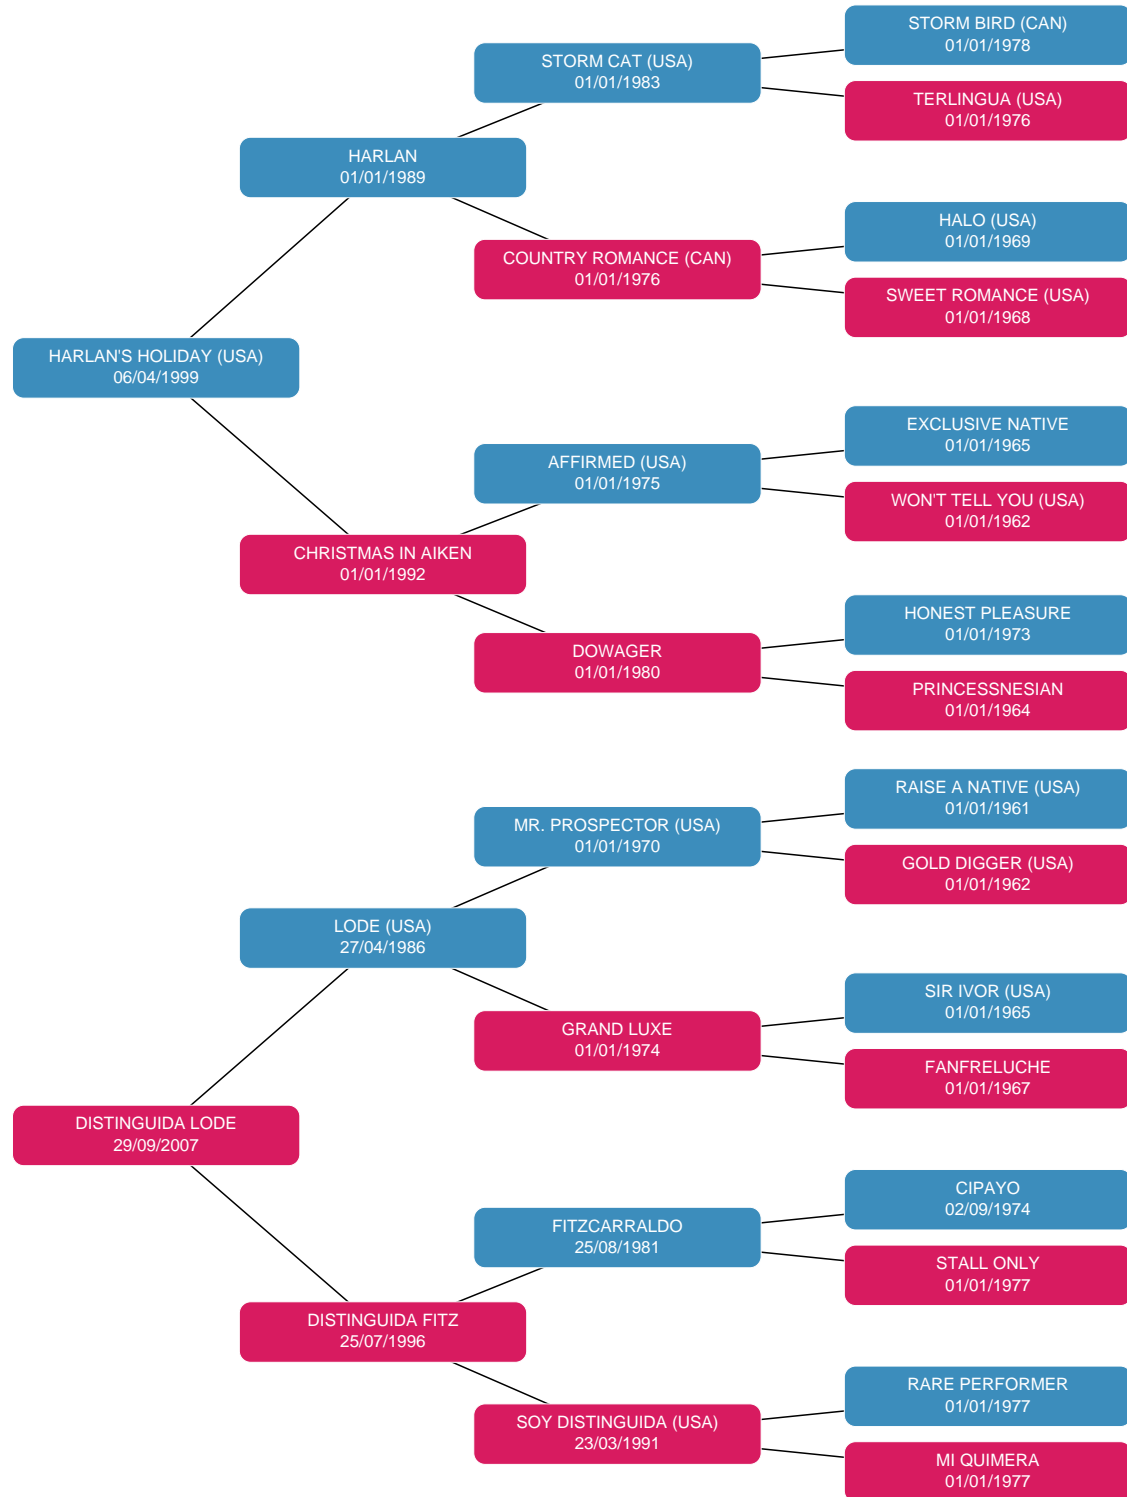 STORM BIRD (CAN)
01/01/1978
STORM CAT (USA)
01/01/1983
TERLINGUA (USA)
01/01/1976
HARLAN
01/01/1989
HALO (USA)
01/01/1969
COUNTRY ROMANCE (CAN)
01/01/1976
SWEET ROMANCE (USA)
01/01/1968
HARLAN'S HOLIDAY (USA)
06/04/1999
EXCLUSIVE NATIVE
01/01/1965
AFFIRMED (USA)
01/01/1975
WON'T TELL YOU (USA)
01/01/1962
CHRISTMAS IN AIKEN
01/01/1992
HONEST PLEASURE
01/01/1973
DOWAGER
01/01/1980
PRINCESSNESIAN
01/01/1964
RAISE A NATIVE (USA)
01/01/1961
MR. PROSPECTOR (USA)
01/01/1970
GOLD DIGGER (USA)
01/01/1962
LODE (USA)
27/04/1986
SIR IVOR (USA)
01/01/1965
GRAND LUXE
01/01/1974
FANFRELUCHE
01/01/1967
DISTINGUIDA LODE
29/09/2007
CIPAYO
02/09/1974
FITZCARRALDO
25/08/1981
STALL ONLY
01/01/1977
DISTINGUIDA FITZ
25/07/1996
RARE PERFORMER
01/01/1977
SOY DISTINGUIDA (USA)
23/03/1991
MI QUIMERA
01/01/1977